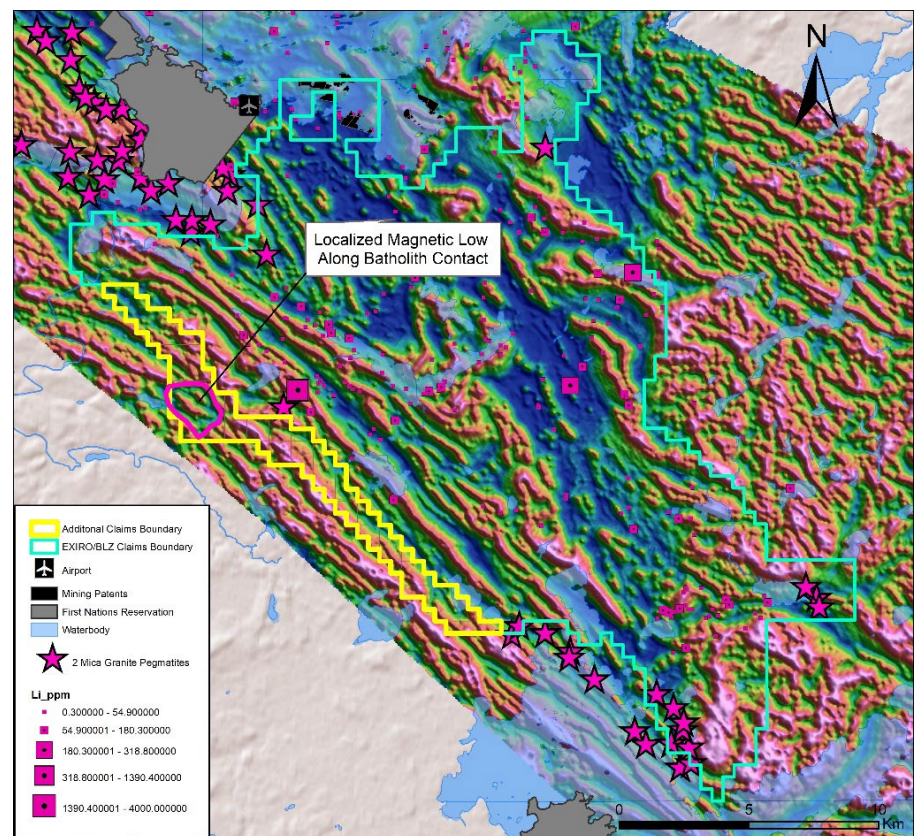 N
Localized Magnetic Low
Along Batholith Contact
Additonal Claims Boundary
EXIRO/BLZ Claims Boundary
Airport
Mining Patents
First Nations Reservation
Waterbody
2 Mica Granite Pegmatites
Li_ppm
0.300000 - 54.900000
54.900001 - 180.300000
180.300001 - 318.800000
318.800001 - 1390.400000
1390.400001 - 4000.000000
0 5 10
Km